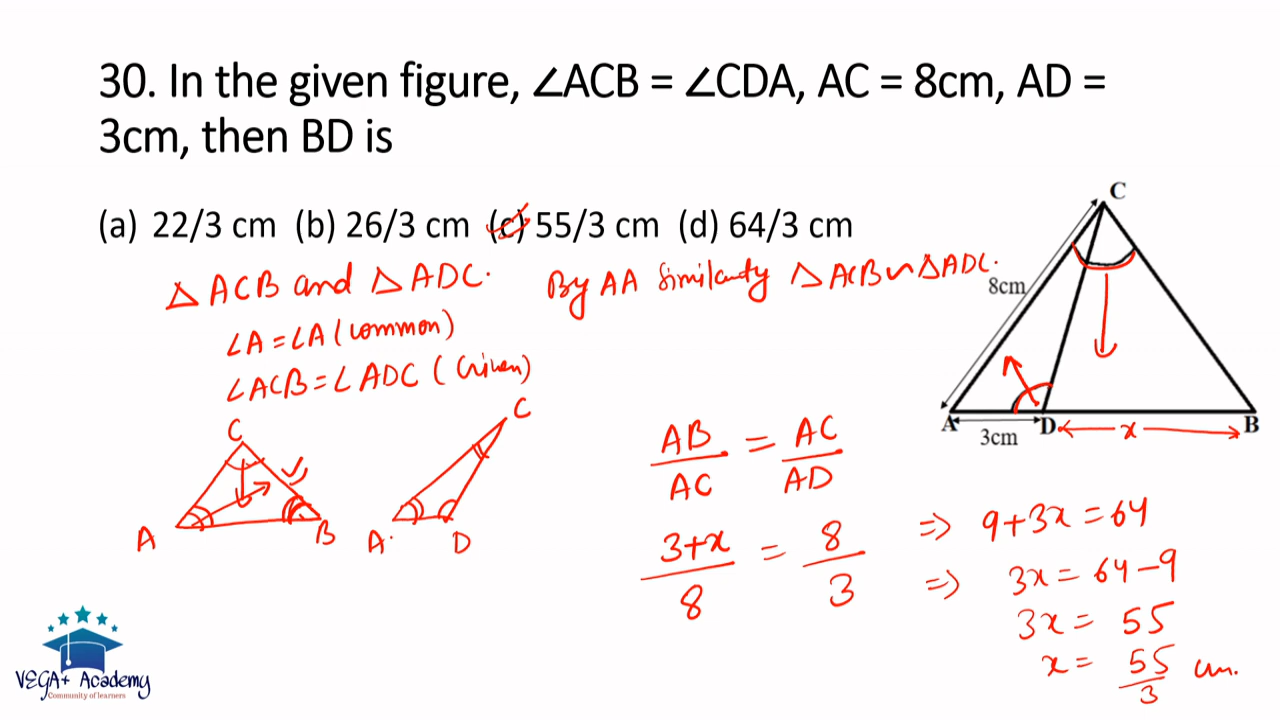 30. In the given figure, ∠ACB = ∠CDA, AC = 8cm, AD =
3cm, then BD is
(a) 22/3 cm (b) 26/3 cm (c) 55/3 cm (d) 64/3 cm
△ ACB and △ ADC.
∠A = ∠A (common)
∠ACB = ∠ADC (Given)
By AA Similarity △ACB ~ △ADC.
C
8cm
A
3cm
D
x
B
C
A
B
C
A
D
AB/AC = AC/AD
3+x/8 = 8/3
⇒ 9+3x = 64
⇒ 3x = 64-9
3x = 55
x = 55/3 cm.
VEGA+ Academy
Community of learners